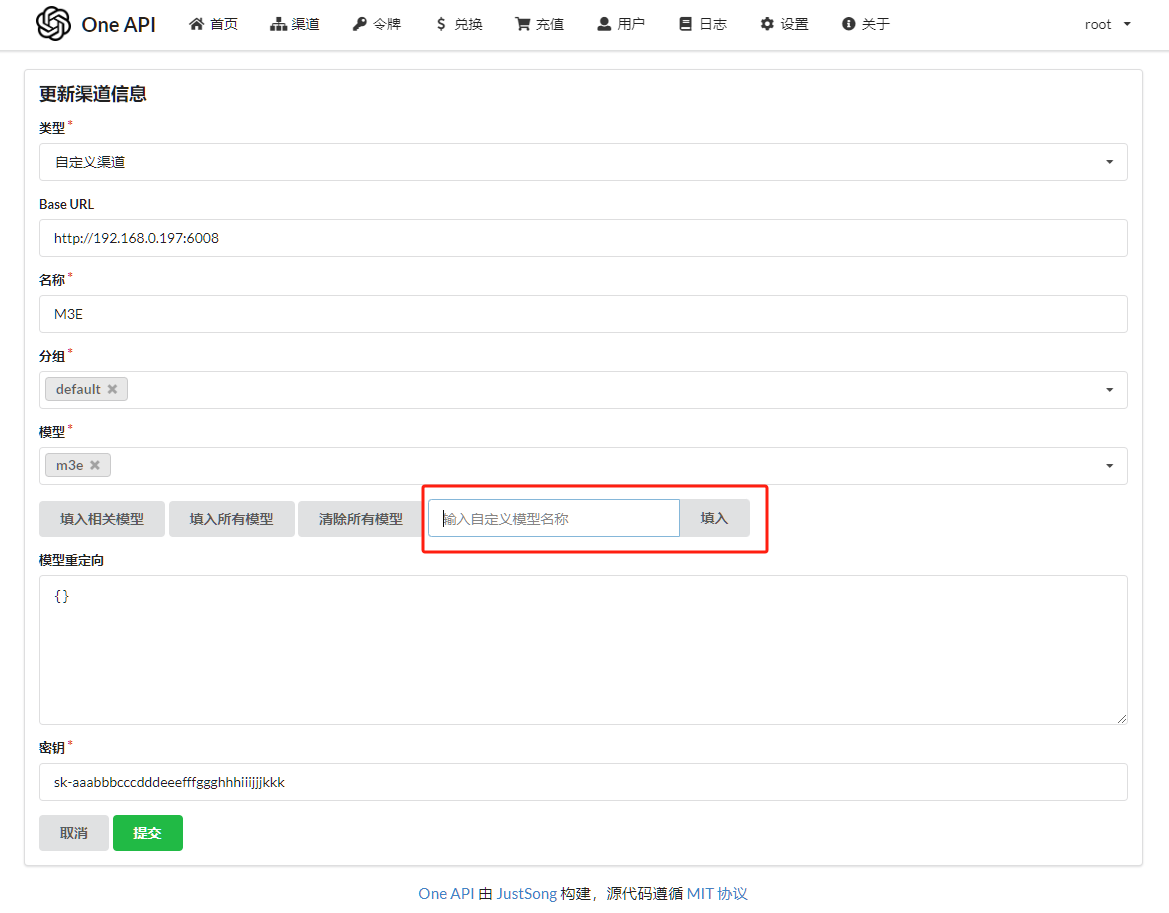 One API 首页 渠道 令牌 兑换 充值 用户 日志 设置 关于 root
更新渠道信息
类型*
自定义渠道
Base URL
http://192.168.0.197:6008
名称*
M3E
分组*
default
模型*
m3e
填入相关模型 填入所有模型 清除所有模型 输入自定义模型名称 填入
模型重定向
{}
密钥*
sk-aaabbbcccdddeeefffggghhhiiijjjkkk
取消 提交
One API 由 JustSong 构建，源代码遵循 MIT 协议